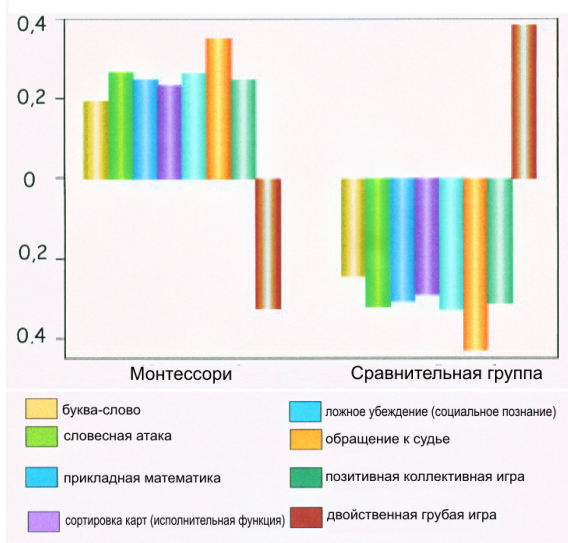 0,4
0,2
0
0,2
0.4
Монтессори
Сравнительная группа
буква-слово
словесная атака
прикладная математика
сортировка карт (исполнительная функция)
ложное убеждение (социальное познание)
обращение к судье
позитивная коллективная игра
двойственная грубая игра